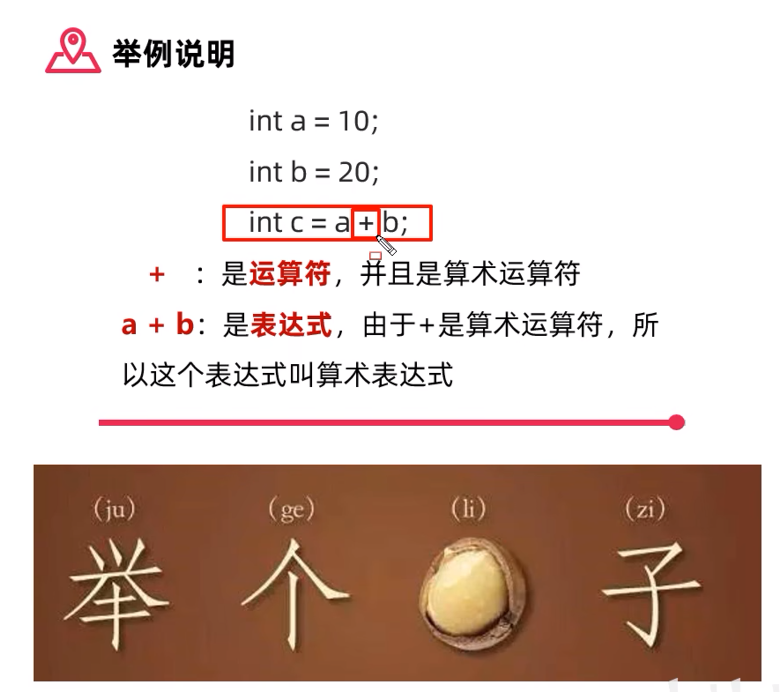 举例说明
int a = 10;
int b = 20;
int c = a + b;
+ ：是运算符，并且是算术运算符
a + b：是表达式，由于+是算术运算符，所
以这个表达式叫算术表达式
（ju） （ge） （li） （zi）
举 个 子